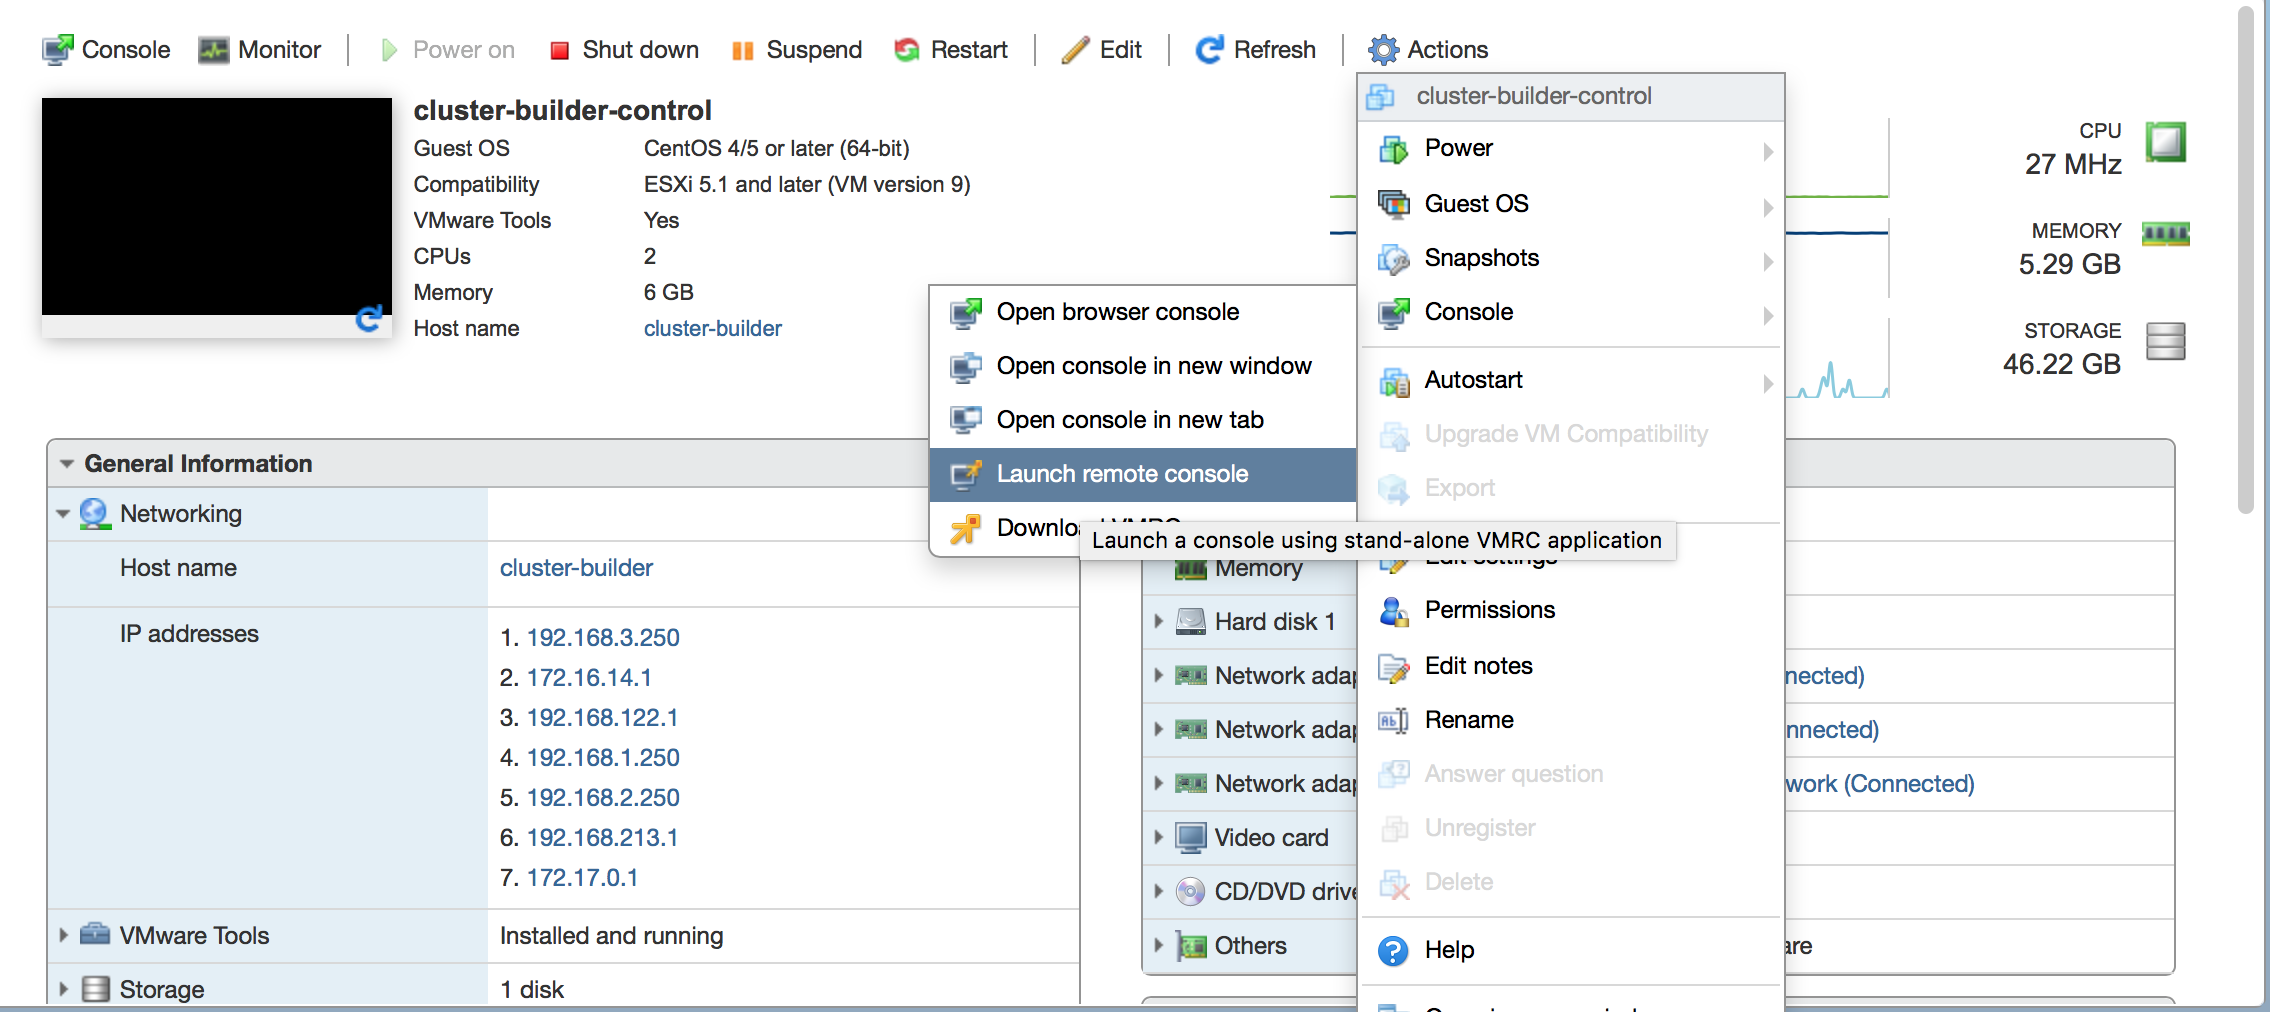 Console Monitor Power on Shut down Suspend Restart Edit Refresh Actions
cluster-builder-control
Guest OS CentOS 4/5 or later (64-bit)
Compatibility ESXi 5.1 and later (VM version 9)
VMware Tools Yes
CPUs 2
Memory 6 GB
Host name cluster-builder
cluster-builder-control
Power
Guest OS
Snapshots
Console
Autostart
Upgrade VM Compatibility
Export
Edit settings
Permissions
Edit notes
Rename
Answer question
Unregister
Delete
Help
Open browser console
Open console in new window
Open console in new tab
Launch remote console
Download VMRC
Launch a console using stand-alone VMRC application
CPU
27 MHz
MEMORY
5.29 GB
STORAGE
46.22 GB
General Information
Networking
Host name cluster-builder
IP addresses
1. 192.168.3.250
2. 172.16.14.1
3. 192.168.122.1
4. 192.168.1.250
5. 192.168.2.250
6. 192.168.213.1
7. 172.17.0.1
VMware Tools Installed and running
Storage 1 disk
Memory
Hard disk 1
Network adap nected)
Network adap nnected)
Network adap work (Connected)
Video card
CD/DVD drive
Others are